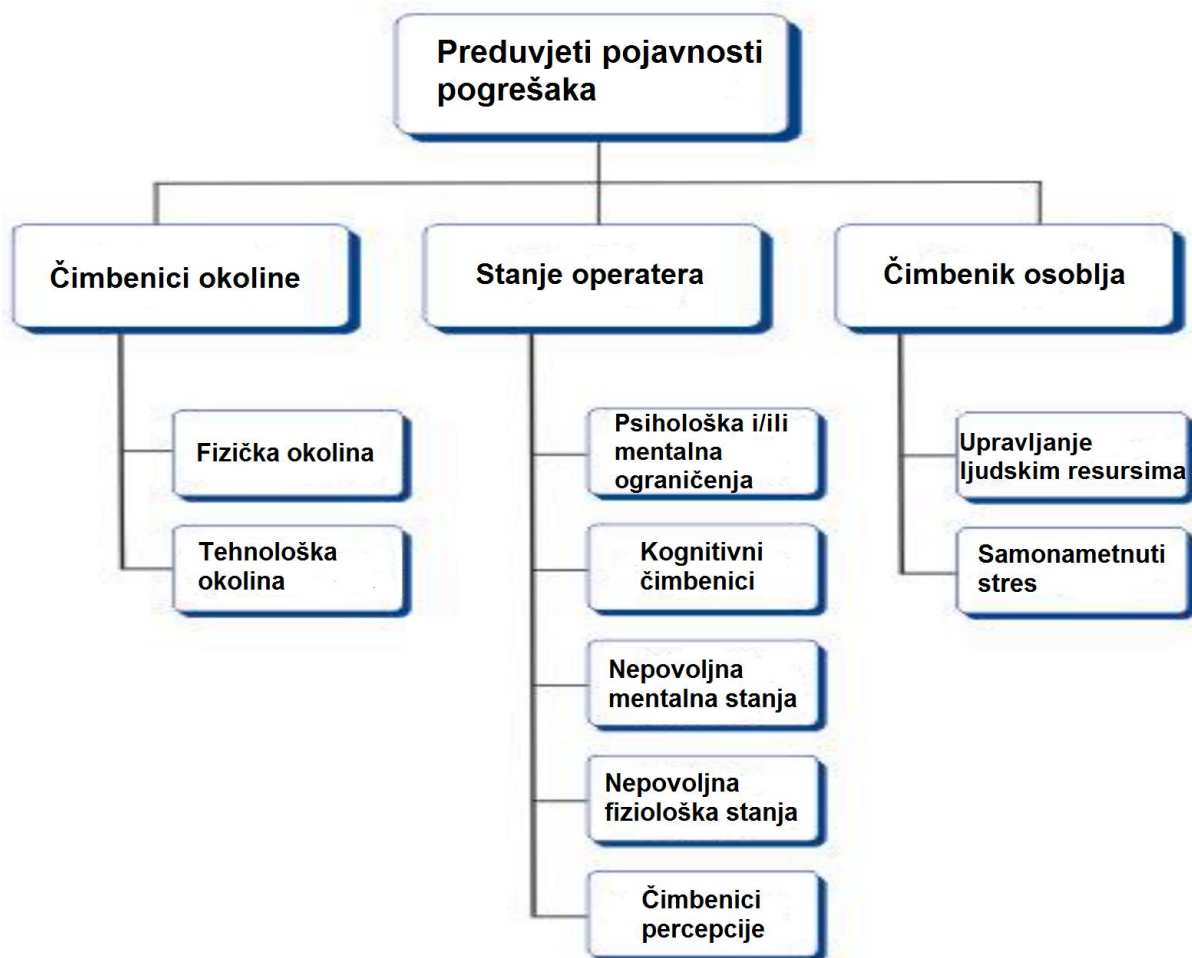 Preduvjeti pojavnosti
pogrešaka
Čimbenici okoline
Stanje operatera
Čimbenik osoblja
Fizička okolina
Tehnološka
okolina
Psihološka i/ili
mentalna
ograničenja
Kognitivni
čimbenici
Nepovoljna
mentalna stanja
Nepovoljna
fiziološka stanja
Čimbenici
percepcije
Upravljanje
ljudskim resursima
Samonametnuti
stres